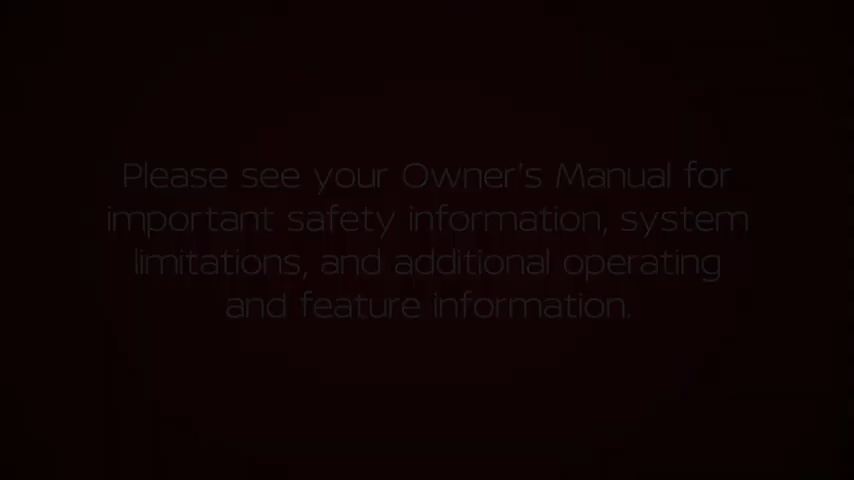 Please see your Owner's Manual for
important safety information, system
limitations, and additional operating
and feature information.